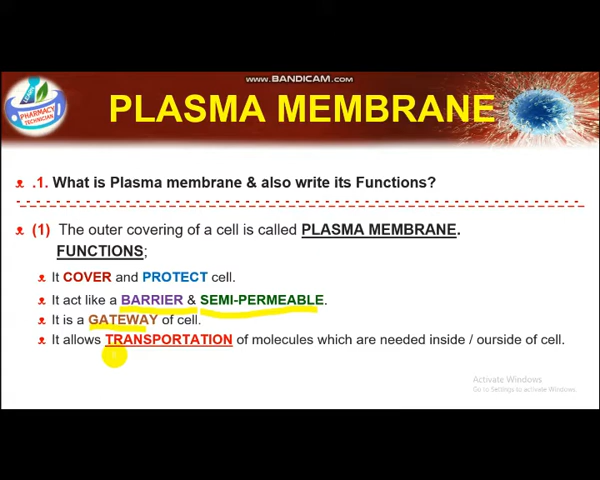 www.BANDICAM.com
PHARMACY
TECHNICIAN
PLASMA MEMBRANE
.1. What is Plasma membrane & also write its Functions?
(1) The outer covering of a cell is called PLASMA MEMBRANE.
FUNCTIONS;
It COVER and PROTECT cell.
It act like a BARRIER & SEMI-PERMEABLE.
It is a GATEWAY of cell.
It allows TRANSPORTATION of molecules which are needed inside / ourside of cell.
Activate Windows
Go to Settings to activate Windows.